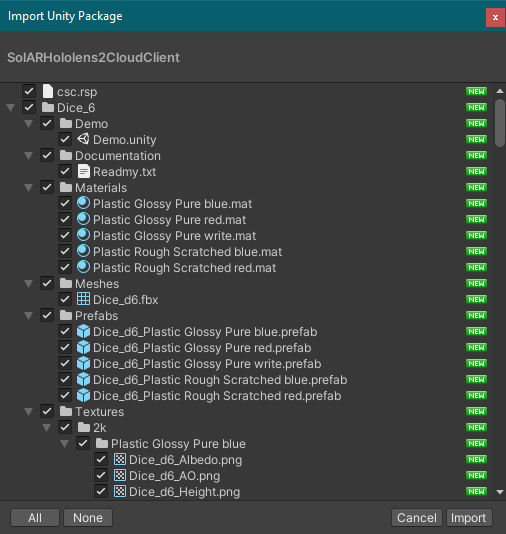 Import Unity Package
x
SolARHololens2CloudClient
csc.rsp NEW
Dice_6 NEW
Demo NEW
Demo.unity NEW
Documentation NEW
Readmy.txt NEW
Materials NEW
Plastic Glossy Pure blue.mat NEW
Plastic Glossy Pure red.mat NEW
Plastic Glossy Pure write.mat NEW
Plastic Rough Scratched blue.mat NEW
Plastic Rough Scratched red.mat NEW
Meshes NEW
Dice_d6.fbx NEW
Prefabs NEW
Dice_d6_Plastic Glossy Pure blue.prefab NEW
Dice_d6_Plastic Glossy Pure red.prefab NEW
Dice_d6_Plastic Glossy Pure write.prefab NEW
Dice_d6_Plastic Rough Scratched blue.prefab NEW
Dice_d6_Plastic Rough Scratched red.prefab NEW
Textures NEW
2k NEW
Plastic Glossy Pure blue NEW
Dice_d6_Albedo.png NEW
Dice_d6_AO.png NEW
Dice_d6_Height.png NEW
All None Cancel Import